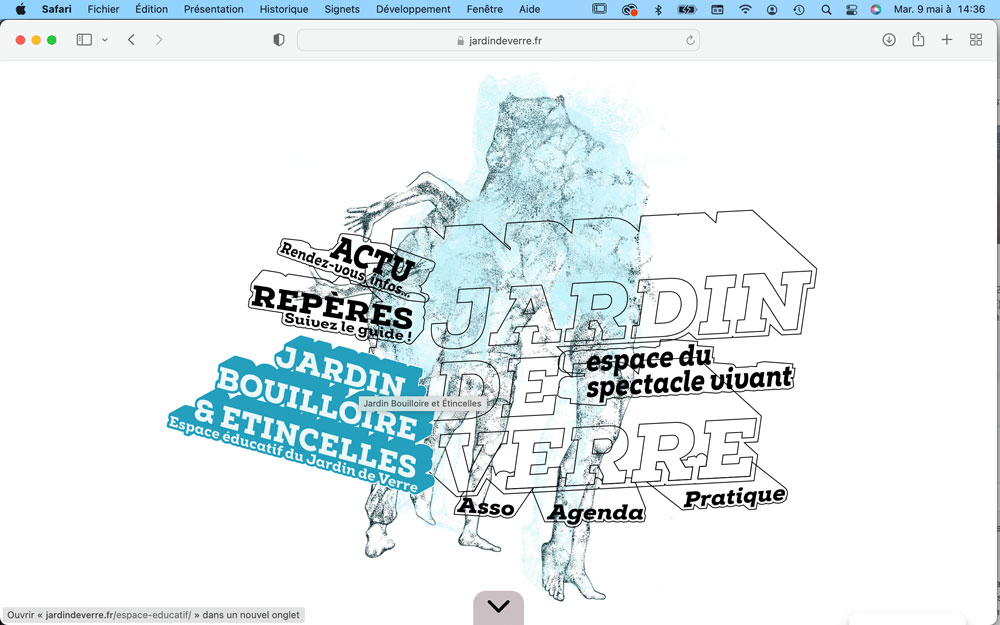 Safari Fichier Édition Présentation Historique Signets Développement Fenêtre Aide Mar. 9 mai à 14:36
jardindeverre.fr
ACTU
Rendez-vous infos...
REPÈRES
Suivez le guide !
JARDIN
BOUILLOIRE
& ETINCELLES
Espace éducatif du Jardin de Verre
Jardin Bouilloire et Étincelles
JARDIN
DE
espace du
spectacle vivant
VERRE
Asso
Agenda
Pratique
Ouvrir « jardindeverre.fr/espace-educatif/ » dans un nouvel onglet